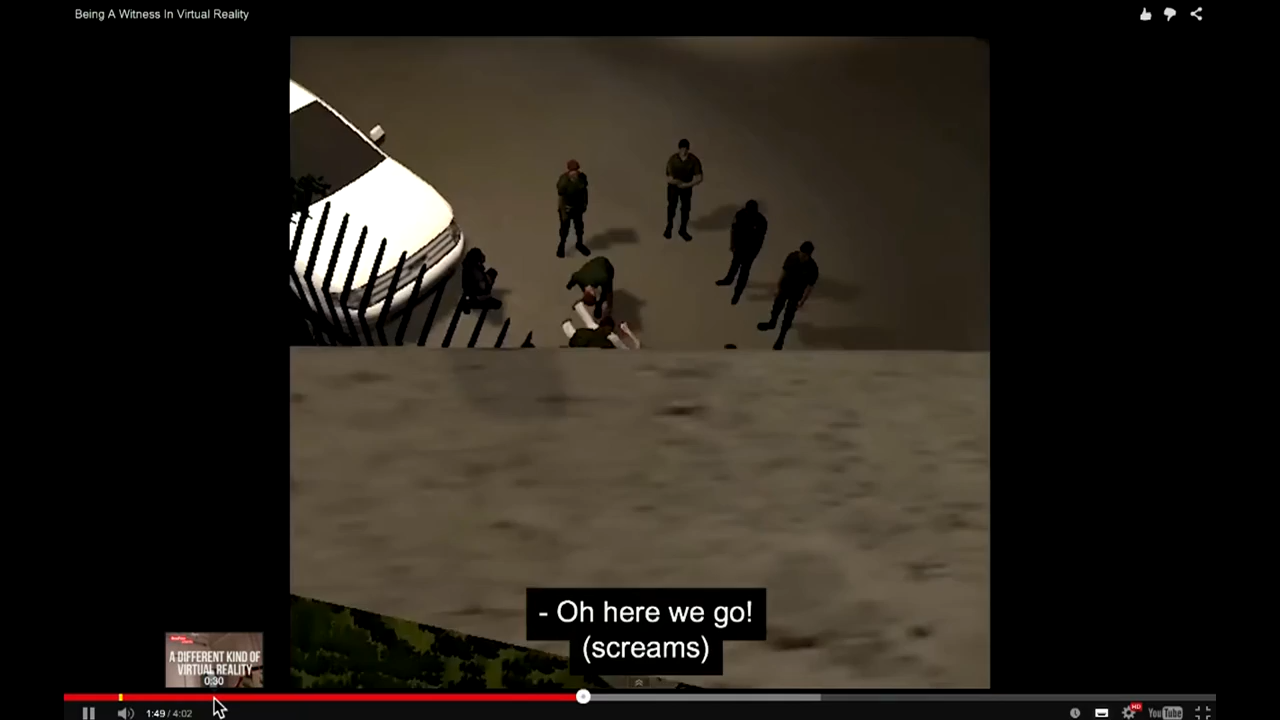 Being A Witness In Virtual Reality
- Oh here we go!
(screams)
A DIFFERENT KIND OF
VIRTUAL REALITY
0:30
1:49 / 4:02
HD
YouTube